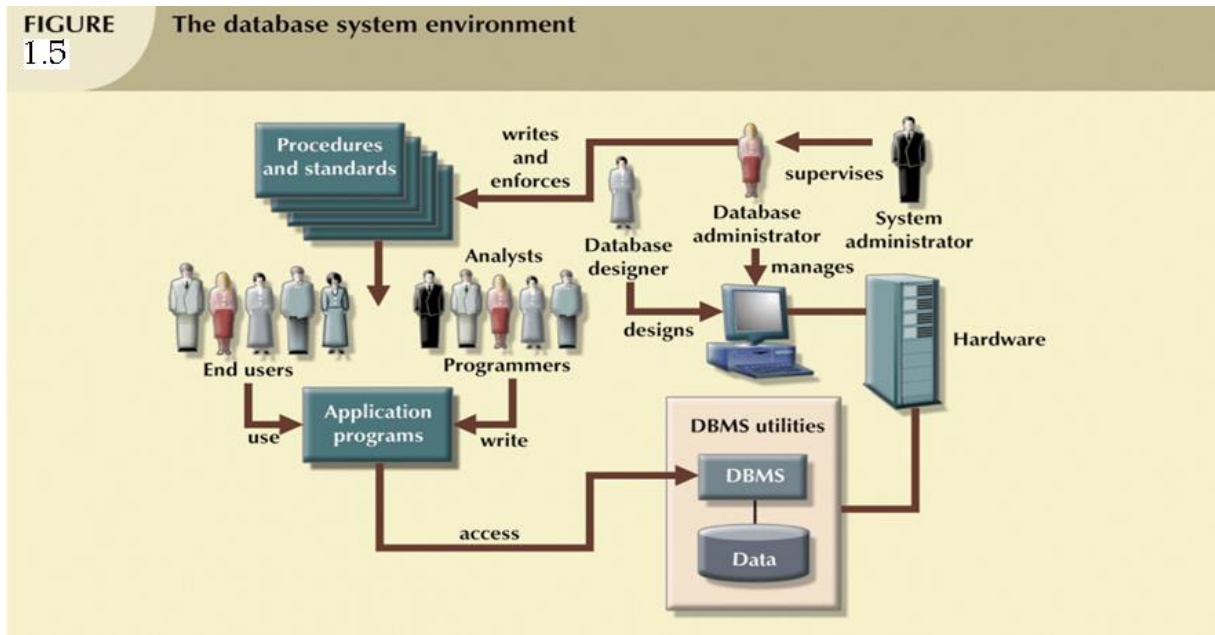 FIGURE
1.5
The database system environment
Procedures
and standards
writes
and
enforces
supervises
Database
designer
Database
administrator
System
administrator
manages
Analysts
designs
Hardware
End users
Programmers
Application
programs
use
write
DBMS utilities
DBMS
access
Data